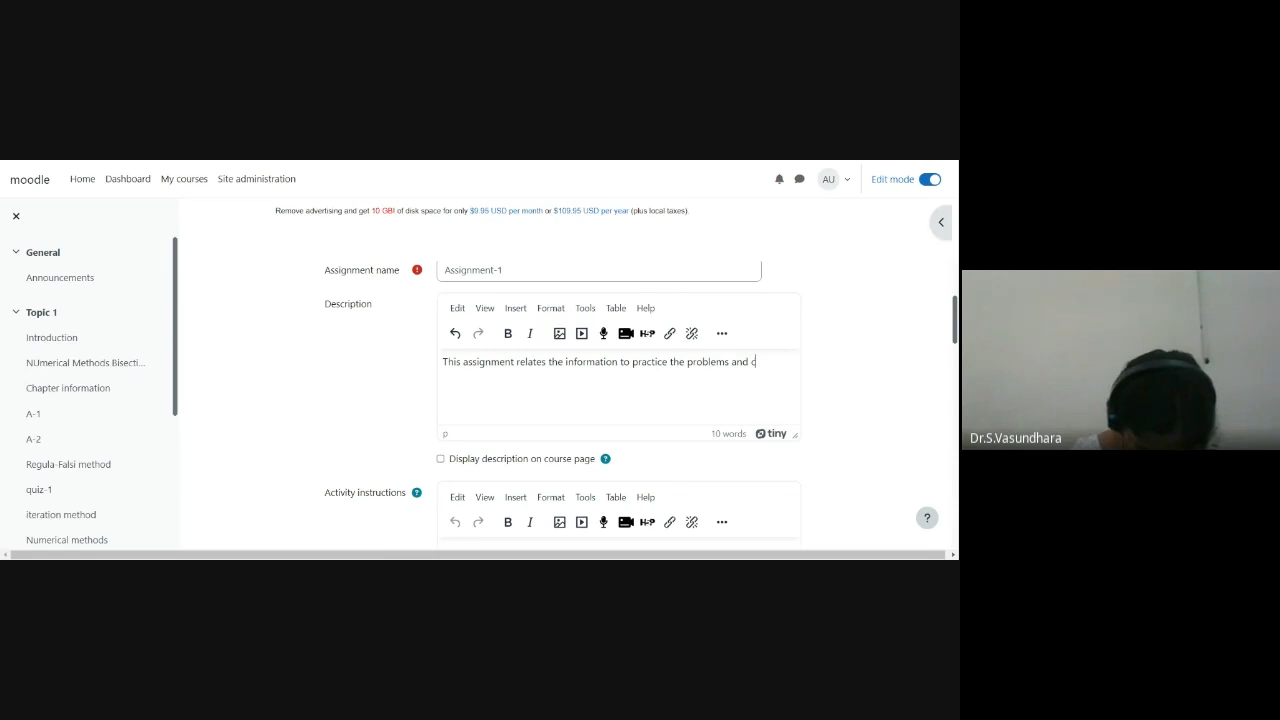 moodle Home Dashboard My courses Site administration AU Edit mode
Remove advertising and get 10 GB! of disk space for only $9.95 USD per month or $109.95 USD per year (plus local taxes).
General
Announcements
Topic 1
Introduction
NUmerical Methods Bisecti...
Chapter information
A-1
A-2
Regula-Falsi method
quiz-1
iteration method
Numerical methods
Assignment name
Assignment-1
Description
Edit View Insert Format Tools Table Help
B I H-P ...
This assignment relates the information to practice the problems and c
p 10 words tiny
Display description on course page ?
Activity instructions ?
Edit View Insert Format Tools Table Help
B I H-P ...
?
Dr.S.Vasundhara